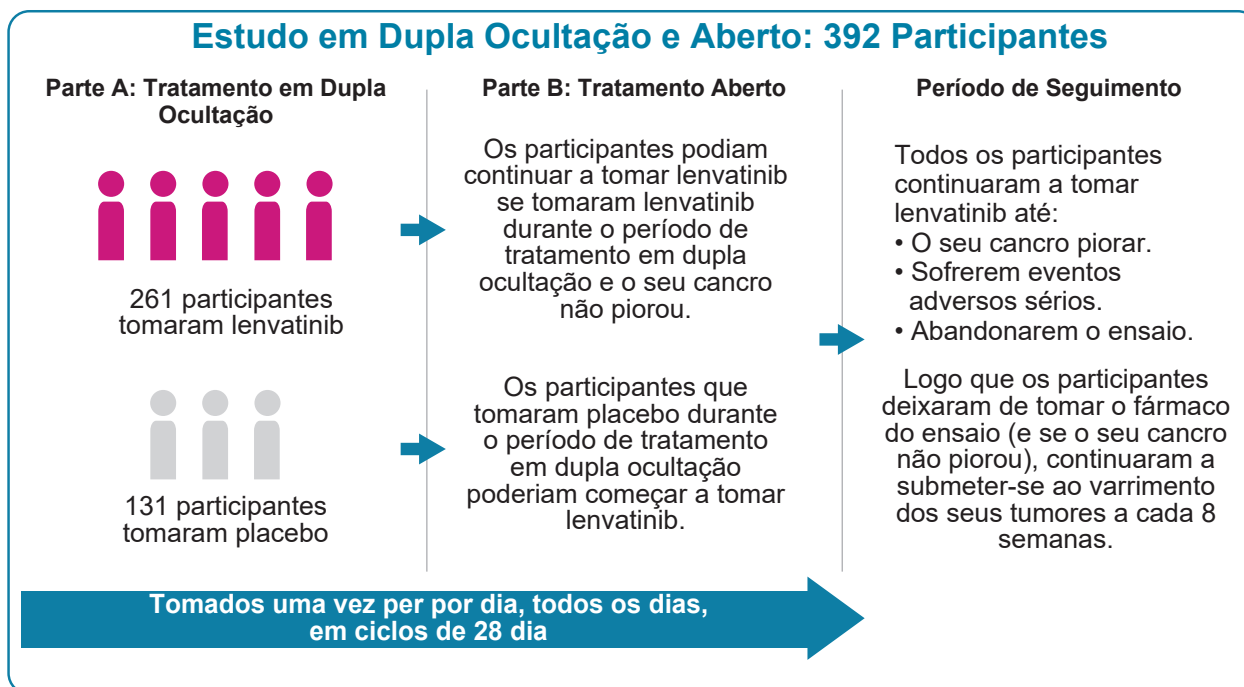 Estudo em Dupla Ocultação e Aberto: 392 Participantes
Parte A: Tratamento em Dupla
Ocultação
261 participantes
tomaram lenvatinib
131 participantes
tomaram placebo
Parte B: Tratamento Aberto
Os participantes podiam
continuar a tomar lenvatinib
se tomaram lenvatinib
durante o período de
tratamento em dupla
ocultação e o seu cancro
não piorou.
Os participantes que
tomaram placebo durante
o período de tratamento
em dupla ocultação
poderiam começar a tomar
lenvatinib.
Período de Seguimento
Todos os participantes
continuaram a tomar
lenvatinib até:
• O seu cancro piorar.
• Sofrerem eventos
adversos sérios.
• Abandonarem o ensaio.
Logo que os participantes
deixaram de tomar o fármaco
do ensaio (e se o seu cancro
não piorou), continuaram a
submeter-se ao varrimento
dos seus tumores a cada 8
semanas.
Tomados uma vez per por dia, todos os dias,
em ciclos de 28 dia